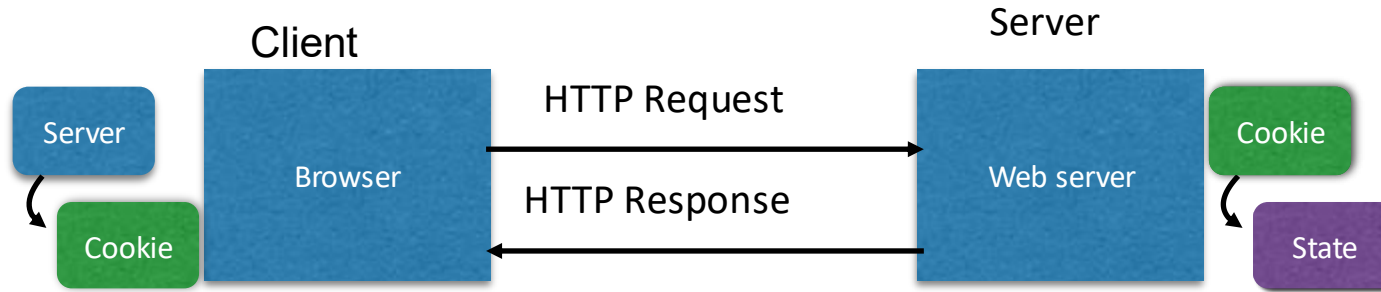 Client
Server
HTTP Request
Server
Cookie
Browser
Web server
HTTP Response
Cookie
State